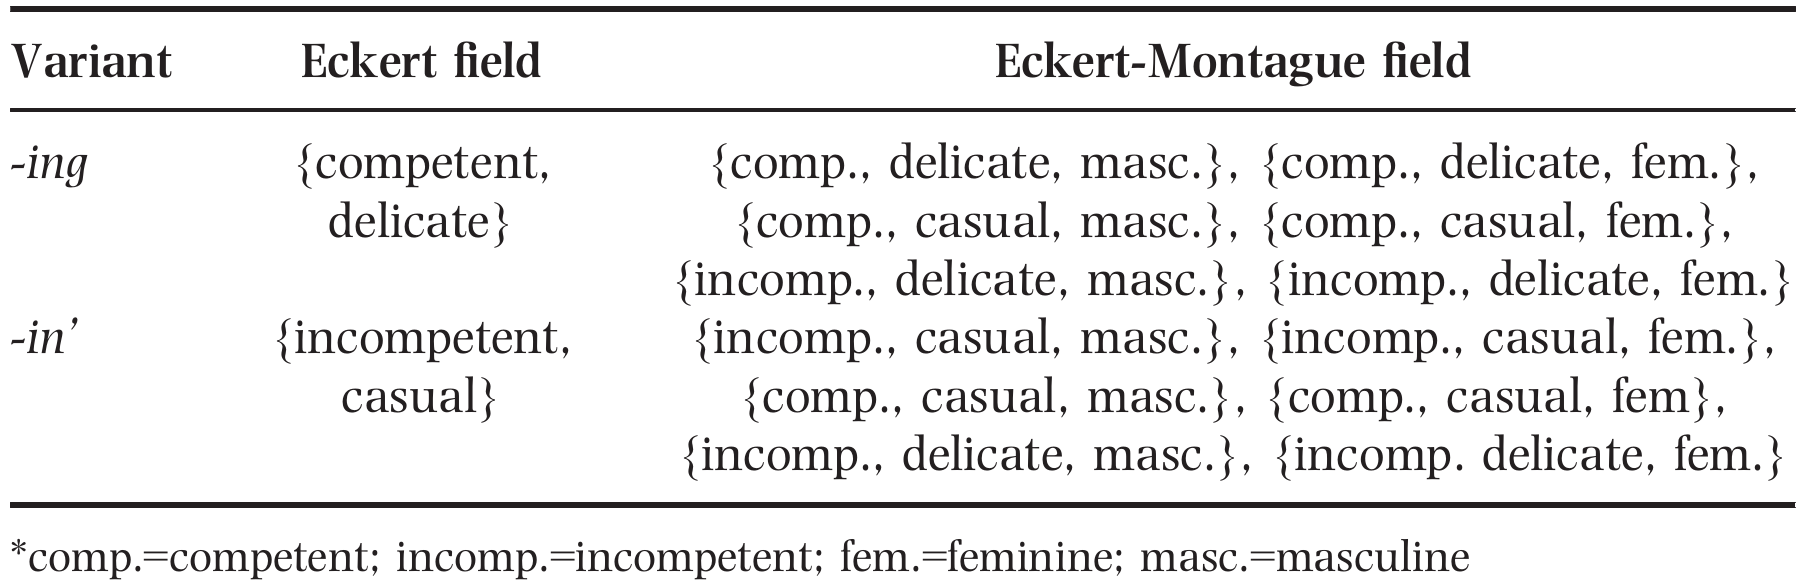 Variant Eckert field Eckert-Montague field
-ing {competent, {comp., delicate, masc.}, {comp., delicate, fem.},
delicate} {comp., casual, masc.}, {comp., casual, fem.},
{incomp., delicate, masc.}, {incomp., delicate, fem.}
-in’ {incompetent, {incomp., casual, masc.}, {incomp., casual, fem.},
casual} {comp., casual, masc.}, {comp., casual, fem},
{incomp., delicate, masc.}, {incomp. delicate, fem.}
*comp.=competent; incomp.=incompetent; fem.=feminine; masc.=masculine